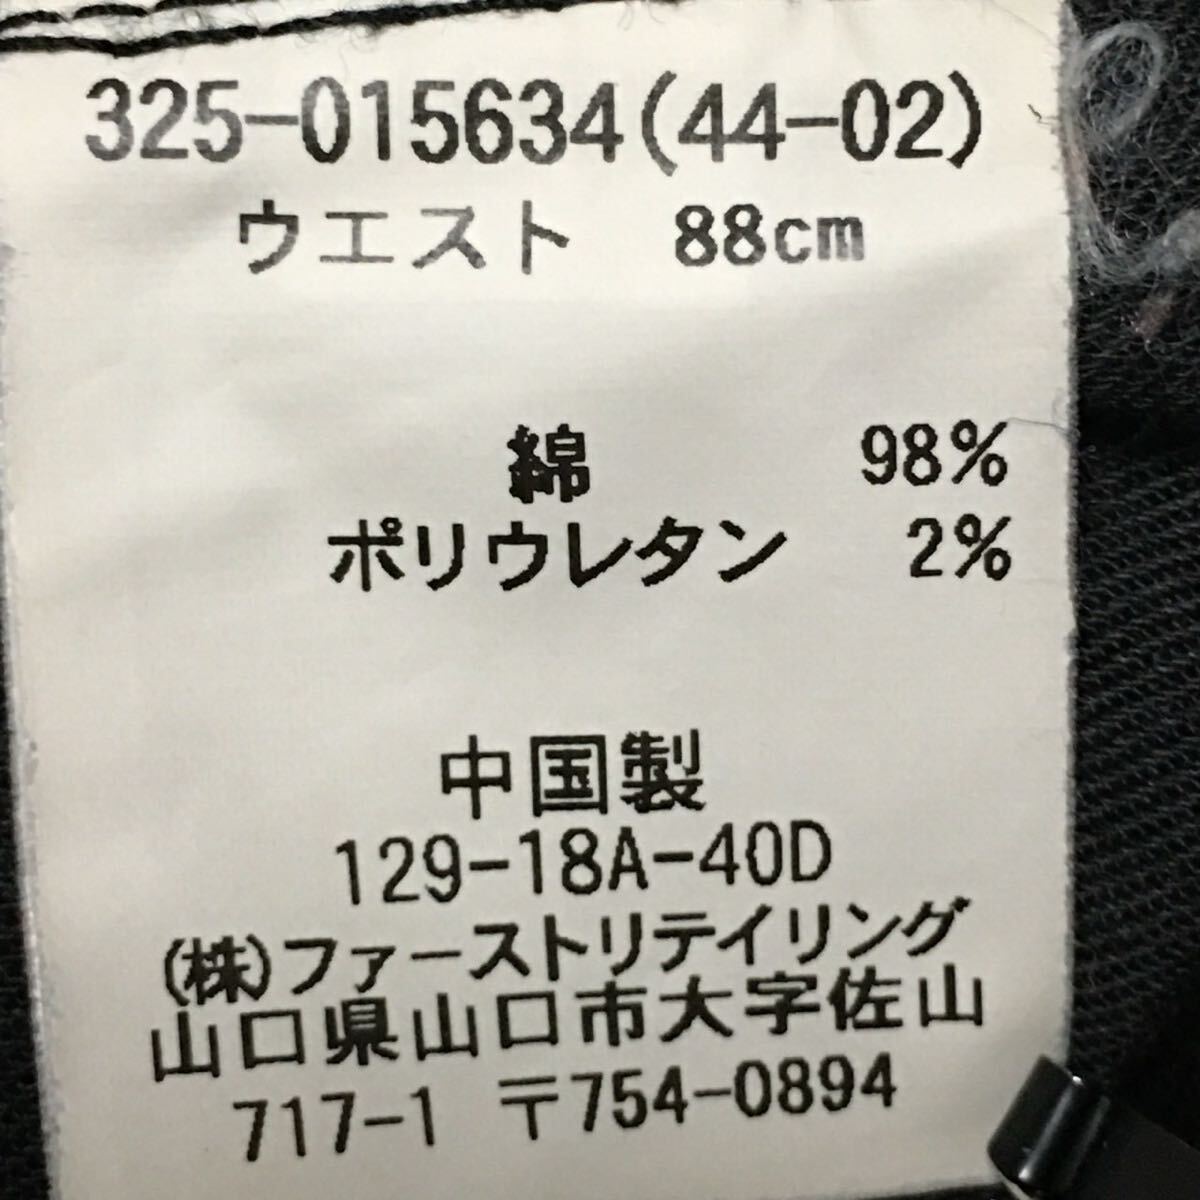 325-015634(44-02)
ウエスト 88cm
綿 98%
ポリウレタン 2%
中国製
129-18A-40D
(株)ファーストリテイリング
山口県山口市大字佐山
717-1 〒754-0894